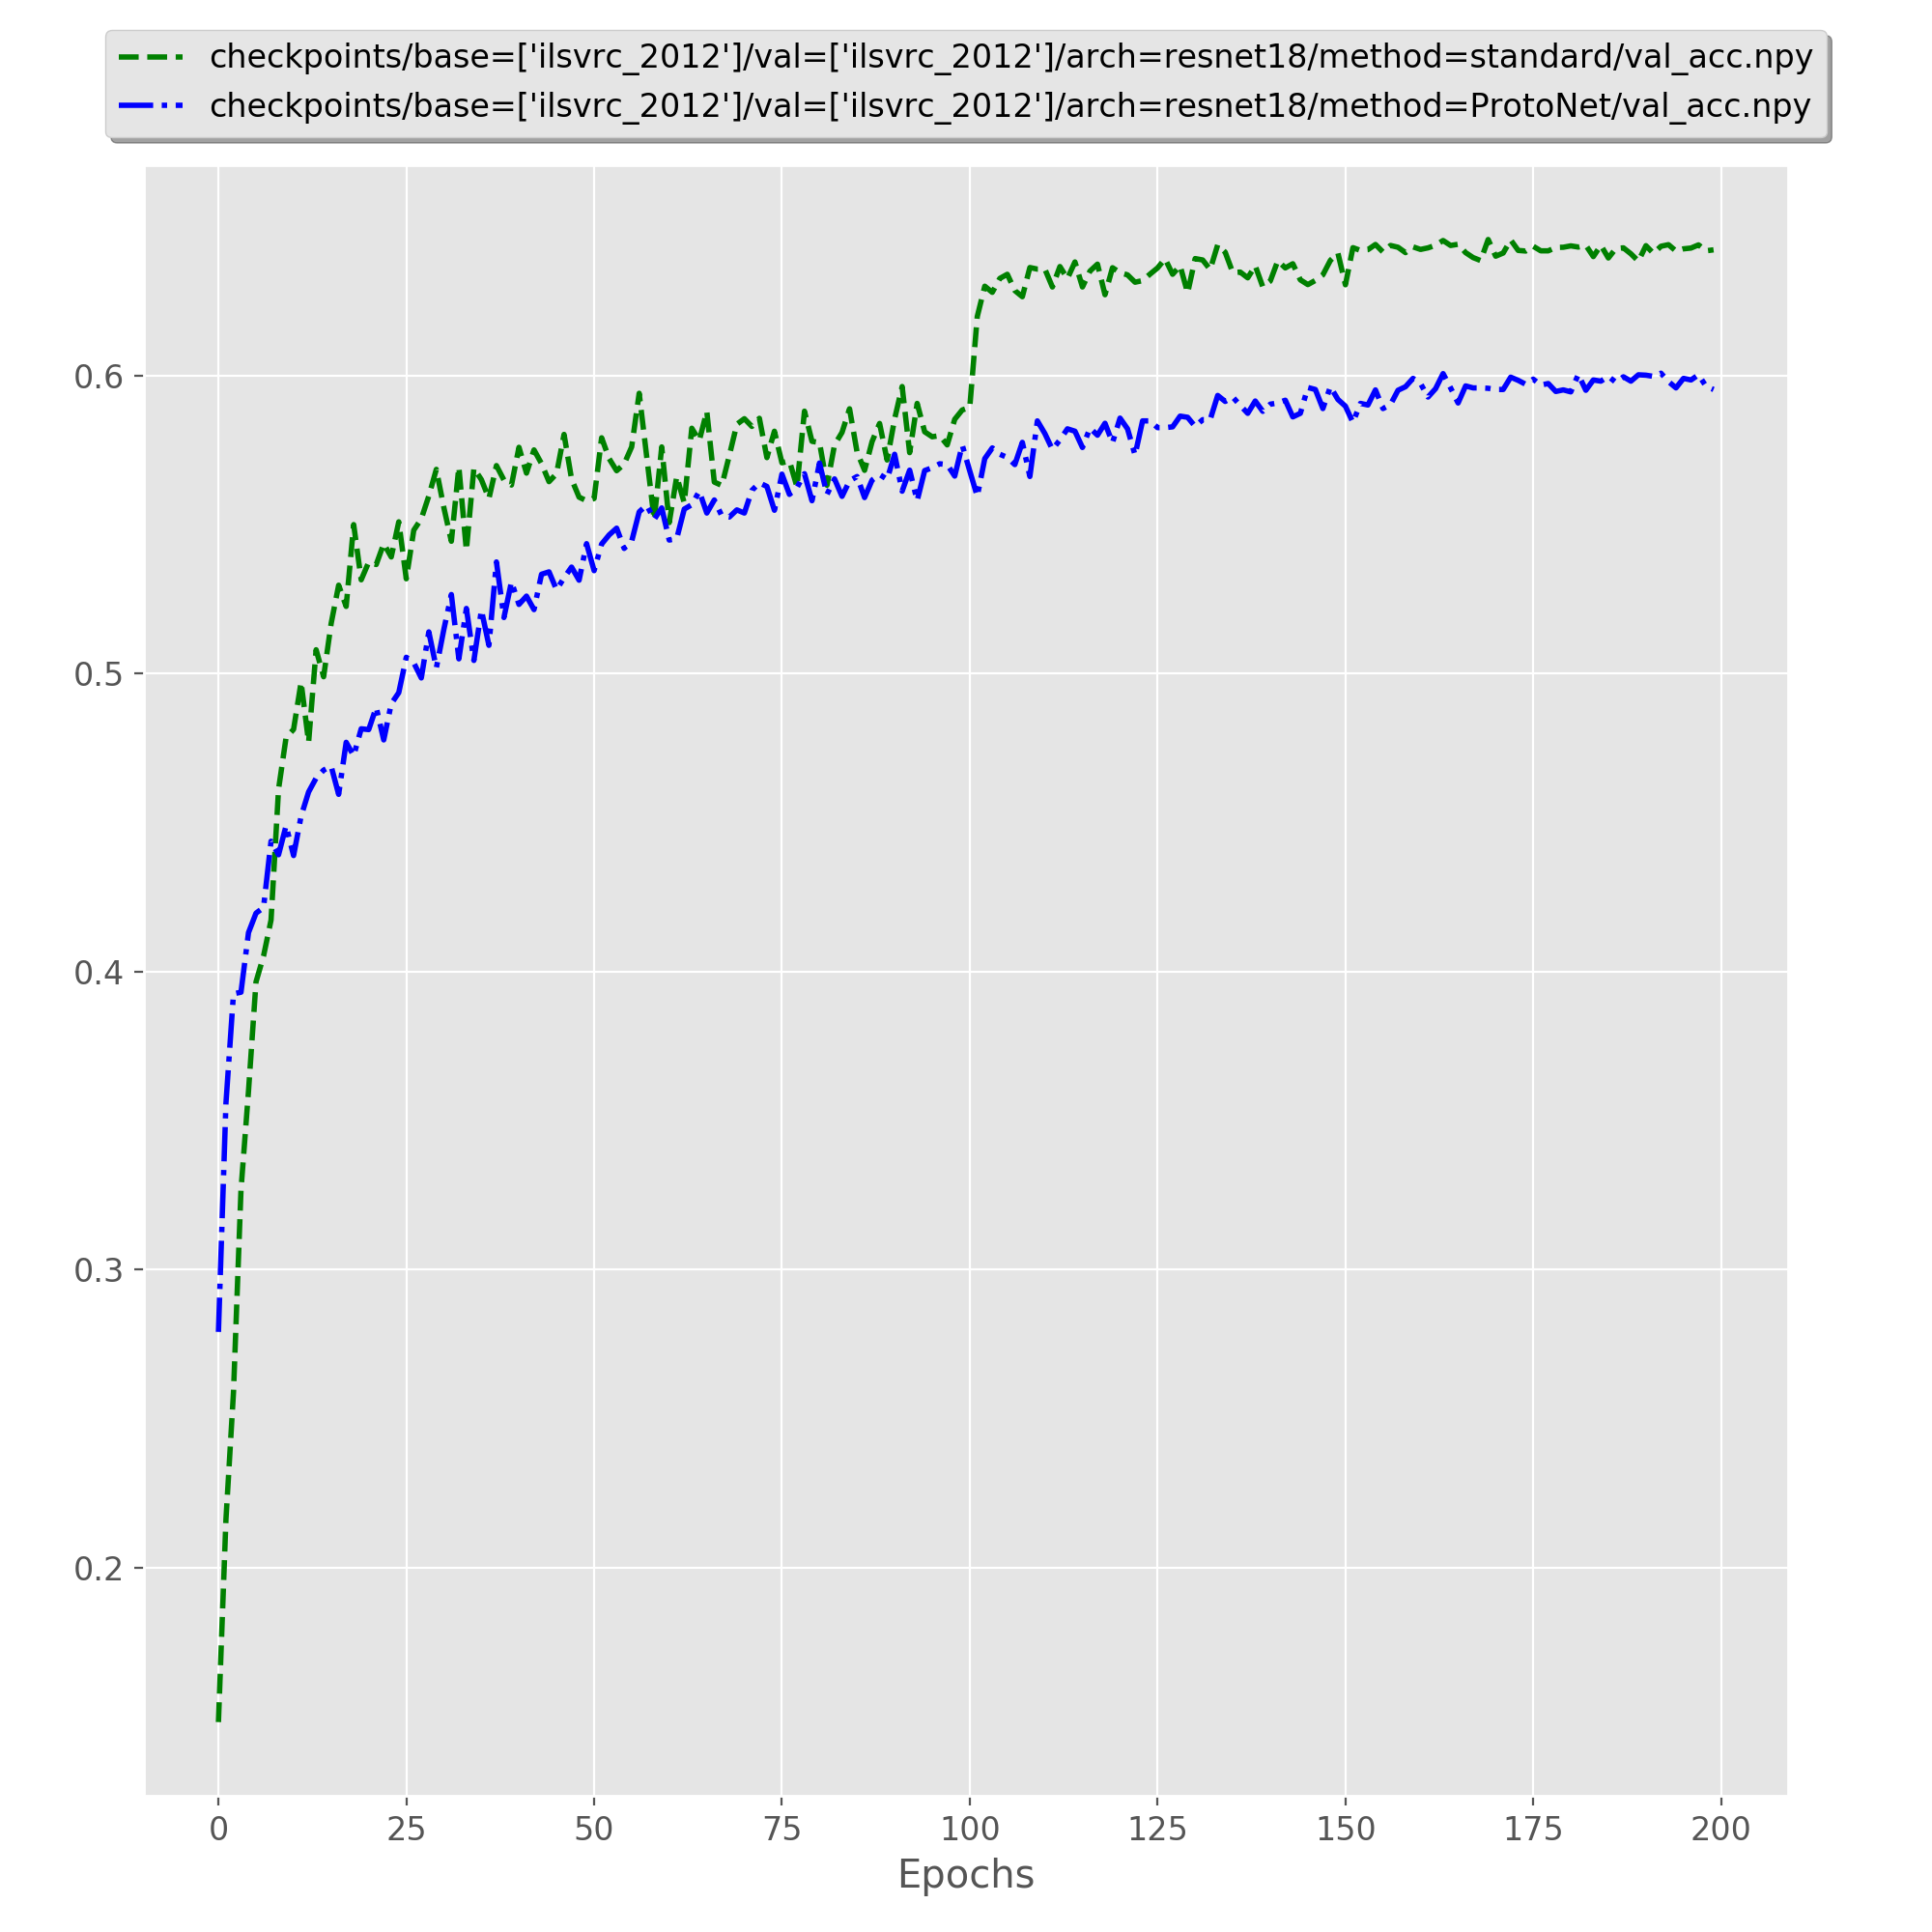 checkpoints/base=['ilsvrc_2012']/val=['ilsvrc_2012']/arch=resnet18/method=standard/val_acc.npy
checkpoints/base=['ilsvrc_2012']/val=['ilsvrc_2012']/arch=resnet18/method=ProtoNet/val_acc.npy
0.6
0.5
0.4
0.3
0.2
0 25 50 75 100 125 150 175 200
Epochs